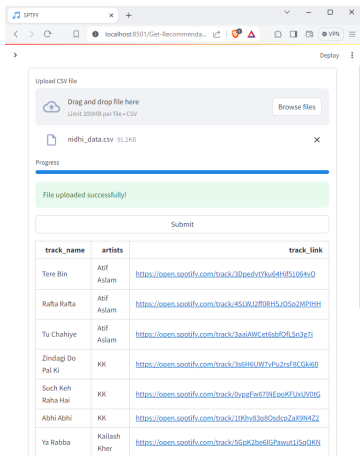 SPTFY
localhost:8501/Get-Recommenda...
VPN
Deploy
Upload CSV file
Drag and drop file here
Limit 200MB per file • CSV
Browse files
nidhi_data.csv 91.2KB
Progress
File uploaded successfully!
Submit
track_name artists track_link
Tere Bin Atif Aslam https://open.spotify.com/track/3DpedytYku64Hjf51064vO
Rafta Rafta Atif Aslam https://open.spotify.com/track/4SLWJ2ff0RHSJOSp2MPIHH
Tu Chahiye Atif Aslam https://open.spotify.com/track/3aaiAWCet6sbfOfLSn3g7i
Zindagi Do Pal Ki KK https://open.spotify.com/track/3s6H6UW7vPu2rsF8CGki60
Such Keh Raha Hai KK https://open.spotify.com/track/0ypgFw67lNEpoKFUxUV0tG
Abhi Abhi KK https://open.spotify.com/track/1tKhy83q8OsdcpZaX9N4Z2
Ya Rabba Kailash Kher https://open.spotify.com/track/5GpK2be6lGPawut1iSqOKN